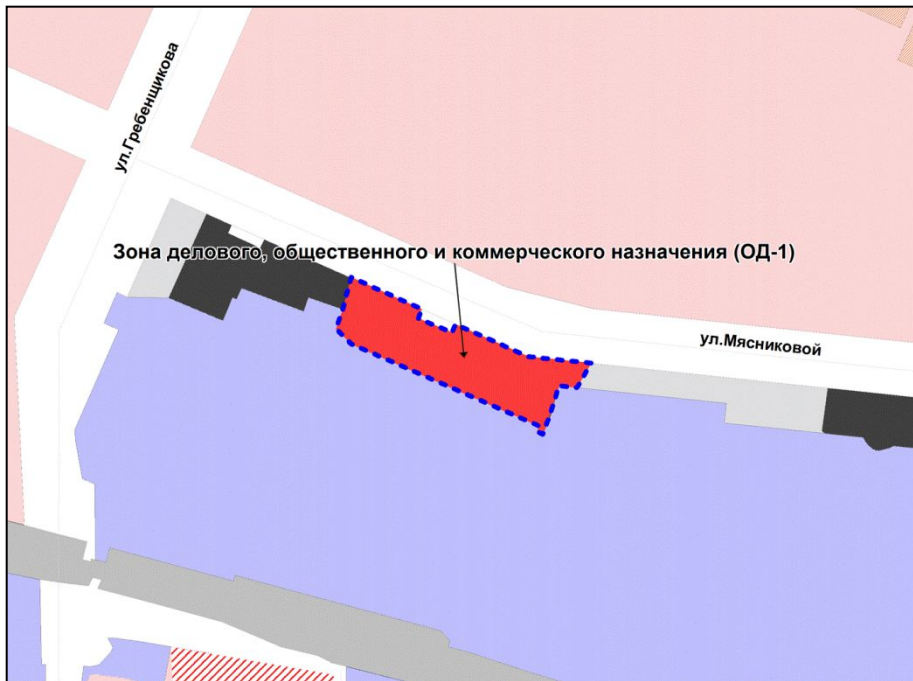 ул.Гребенщикова
Зона делового, общественного и коммерческого назначения (ОД-1)
ул.Мясниковой